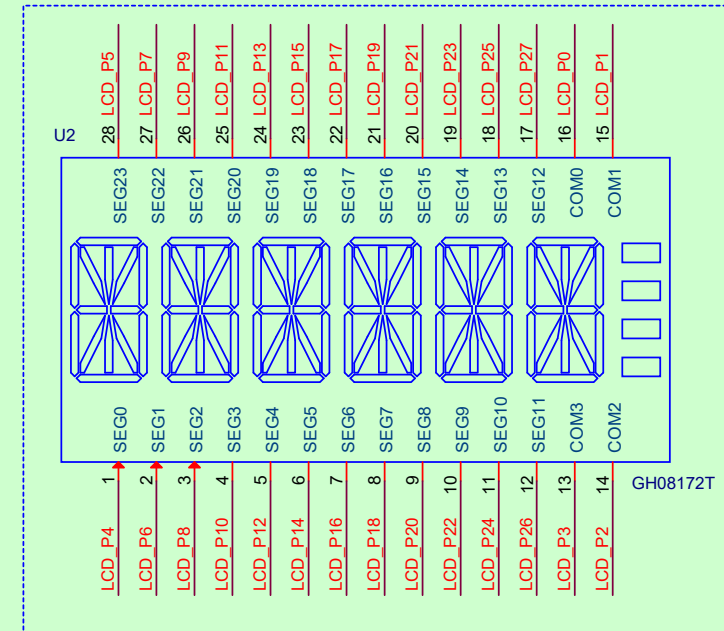 LCD_P5 LCD_P7 LCD_P9 LCD_P11 LCD_P13 LCD_P15 LCD_P17 LCD_P19 LCD_P21 LCD_P23 LCD_P25 LCD_P27 LCD_P0 LCD_P1
28 27 26 25 24 23 22 21 20 19 18 17 16 15
U2
SEG23 SEG22 SEG21 SEG20 SEG19 SEG18 SEG17 SEG16 SEG15 SEG14 SEG13 SEG12 COM0 COM1
SEG0 SEG1 SEG2 SEG3 SEG4 SEG5 SEG6 SEG7 SEG8 SEG9 SEG10 SEG11 COM3 COM2
1 2 3 4 5 6 7 8 9 10 11 12 13 14
GH08172T
LCD_P4 LCD_P6 LCD_P8 LCD_P10 LCD_P12 LCD_P14 LCD_P16 LCD_P18 LCD_P20 LCD_P22 LCD_P24 LCD_P26 LCD_P3 LCD_P2